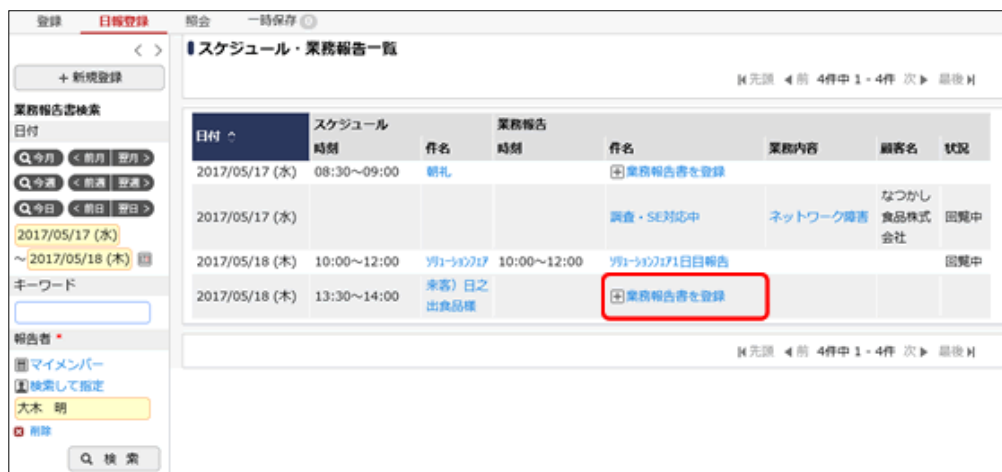 登録 日報登録 照会 一時保存 0
< >
+ 新規登録
業務報告書検索
日付
今月 < 前月 翌月 >
今週 < 前週 翌週 >
今日 < 前日 翌日 >
2017/05/17 (水)
~ 2017/05/18 (木)
キーワード
報告者 *
マイメンバー
検索して指定
大木 明
削除
検 索
スケジュール・業務報告一覧
先頭 前 4件中 1 - 4件 次 最後
日付 スケジュール 業務報告
時刻 件名 時刻 件名 業務内容 顧客名 状況
2017/05/17 (水) 08:30~09:00 朝礼 業務報告書を登録
2017/05/17 (水) 調査・SE対応中 ネットワーク障害 なつかし
食品株式
会社 回覧中
2017/05/18 (木) 10:00~12:00 ソリューションフェア 10:00~12:00 ソリューションフェア1日目報告 回覧中
2017/05/18 (木) 13:30~14:00 来客）日之
出食品様 業務報告書を登録
先頭 前 4件中 1 - 4件 次 最後